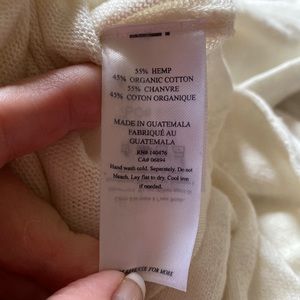 55% HEMP
45% ORGANIC COTTON
55% CHANVRE
45% COTON ORGANIQUE
MADE IN GUATEMALA
FABRIQUÉ AU
GUATEMALA
RN# 140476
CA# 06894
Hand wash cold. Separately. Do not
bleach. Lay flat to dry. Cool iron
if needed.